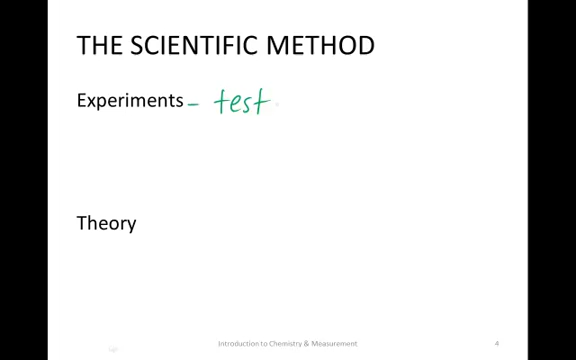 THE SCIENTIFIC METHOD
Experiments - test
Theory
Introduction to Chemistry & Measurement 4